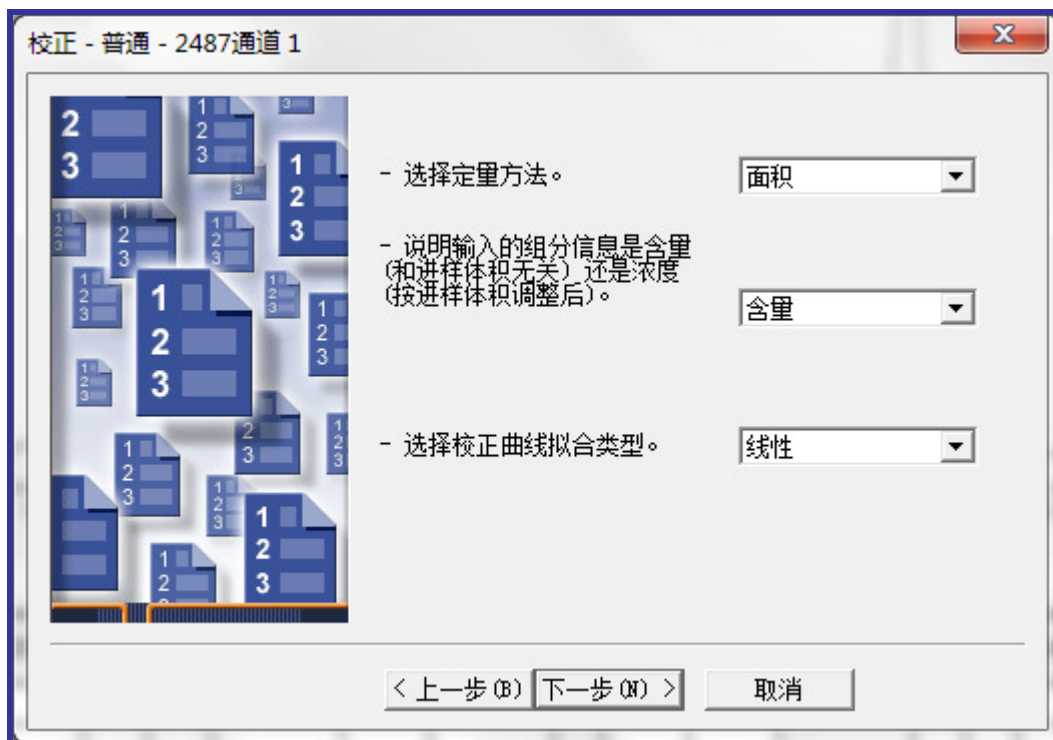 校正 - 普通 - 2487通道 1
- 选择定量方法。
面积
- 说明输入的组分信息是含量
(和进样体积无关) 还是浓度
(按进样体积调整后)。
含量
- 选择校正曲线拟合类型。
线性
< 上一步(B)
下一步(N) >
取消
1
2
3